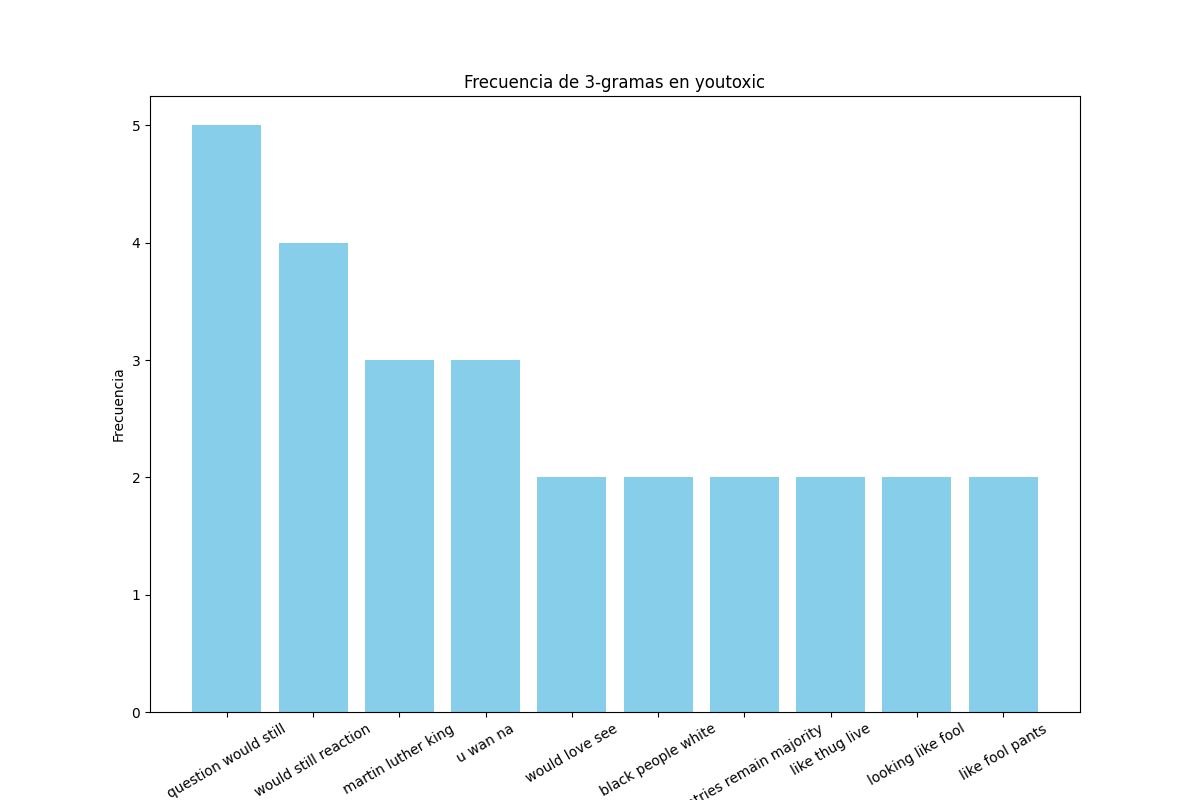 Frecuencia de 3-gramas en youtoxic
Frecuencia
5
4
3
2
1
0
question would still
would still reaction
martin luther king
u wan na
would love see
black people white
remain majority
like thug live
looking like fool
like fool pants